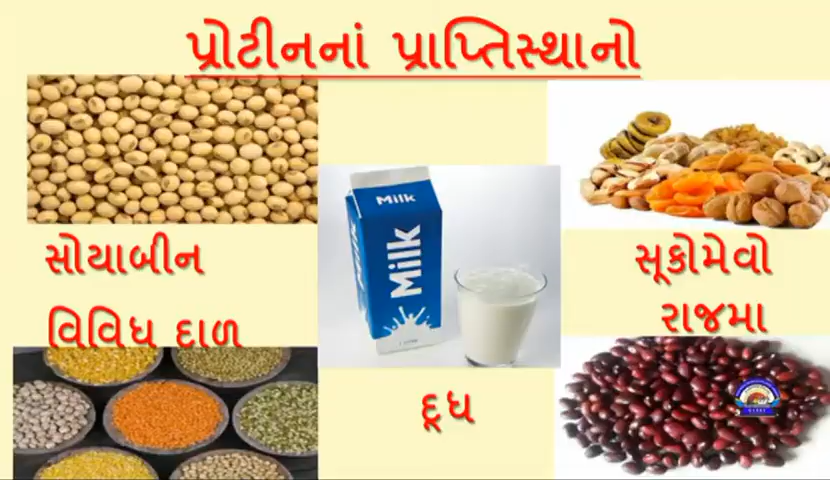 પ્રોટીનનાં પ્રાપ્તિસ્થાનો
સોયાબીન
વિવિધ દાળ
Milk
Milk
દૂધ
સૂકોમેવો
રાજમા